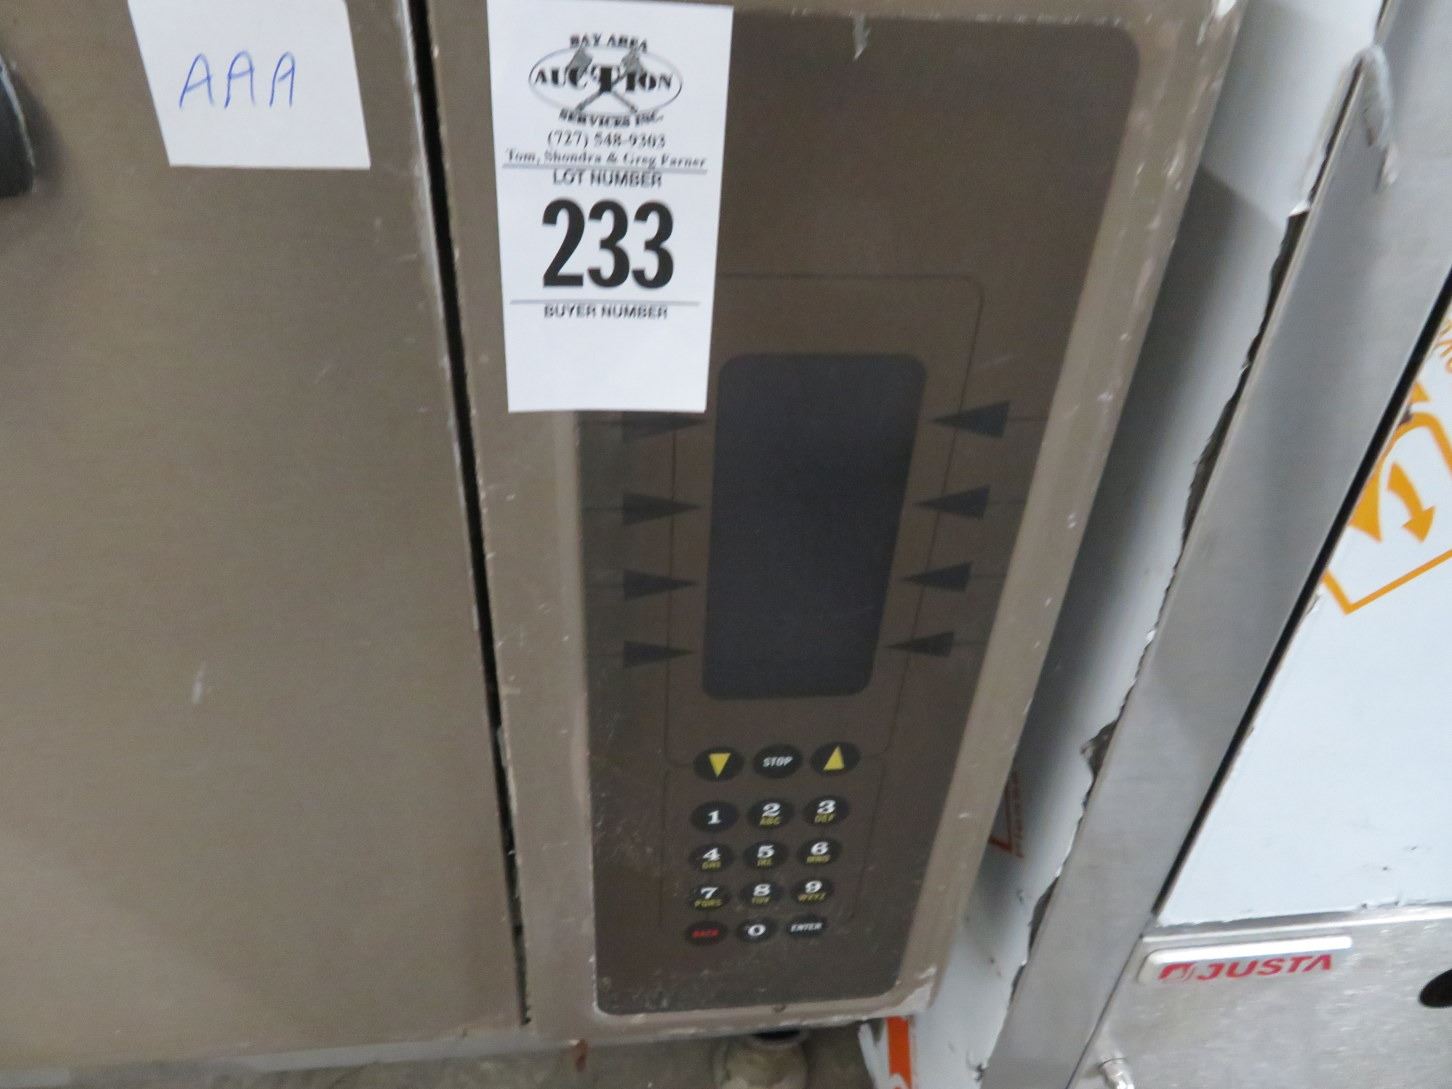 AAA
BAY AREA
AUCTION
SERVICES INC.
(727) 548-9303
Tom, Shondra & Greg Farner
LOT NUMBER
233
BUYER NUMBER
STOP
1 2 3
ABC DEF
4 5 6
GHI JKL MNO
7 8 9
PQRS TUV WXYZ
BACK 0 ENTER
JUSTA